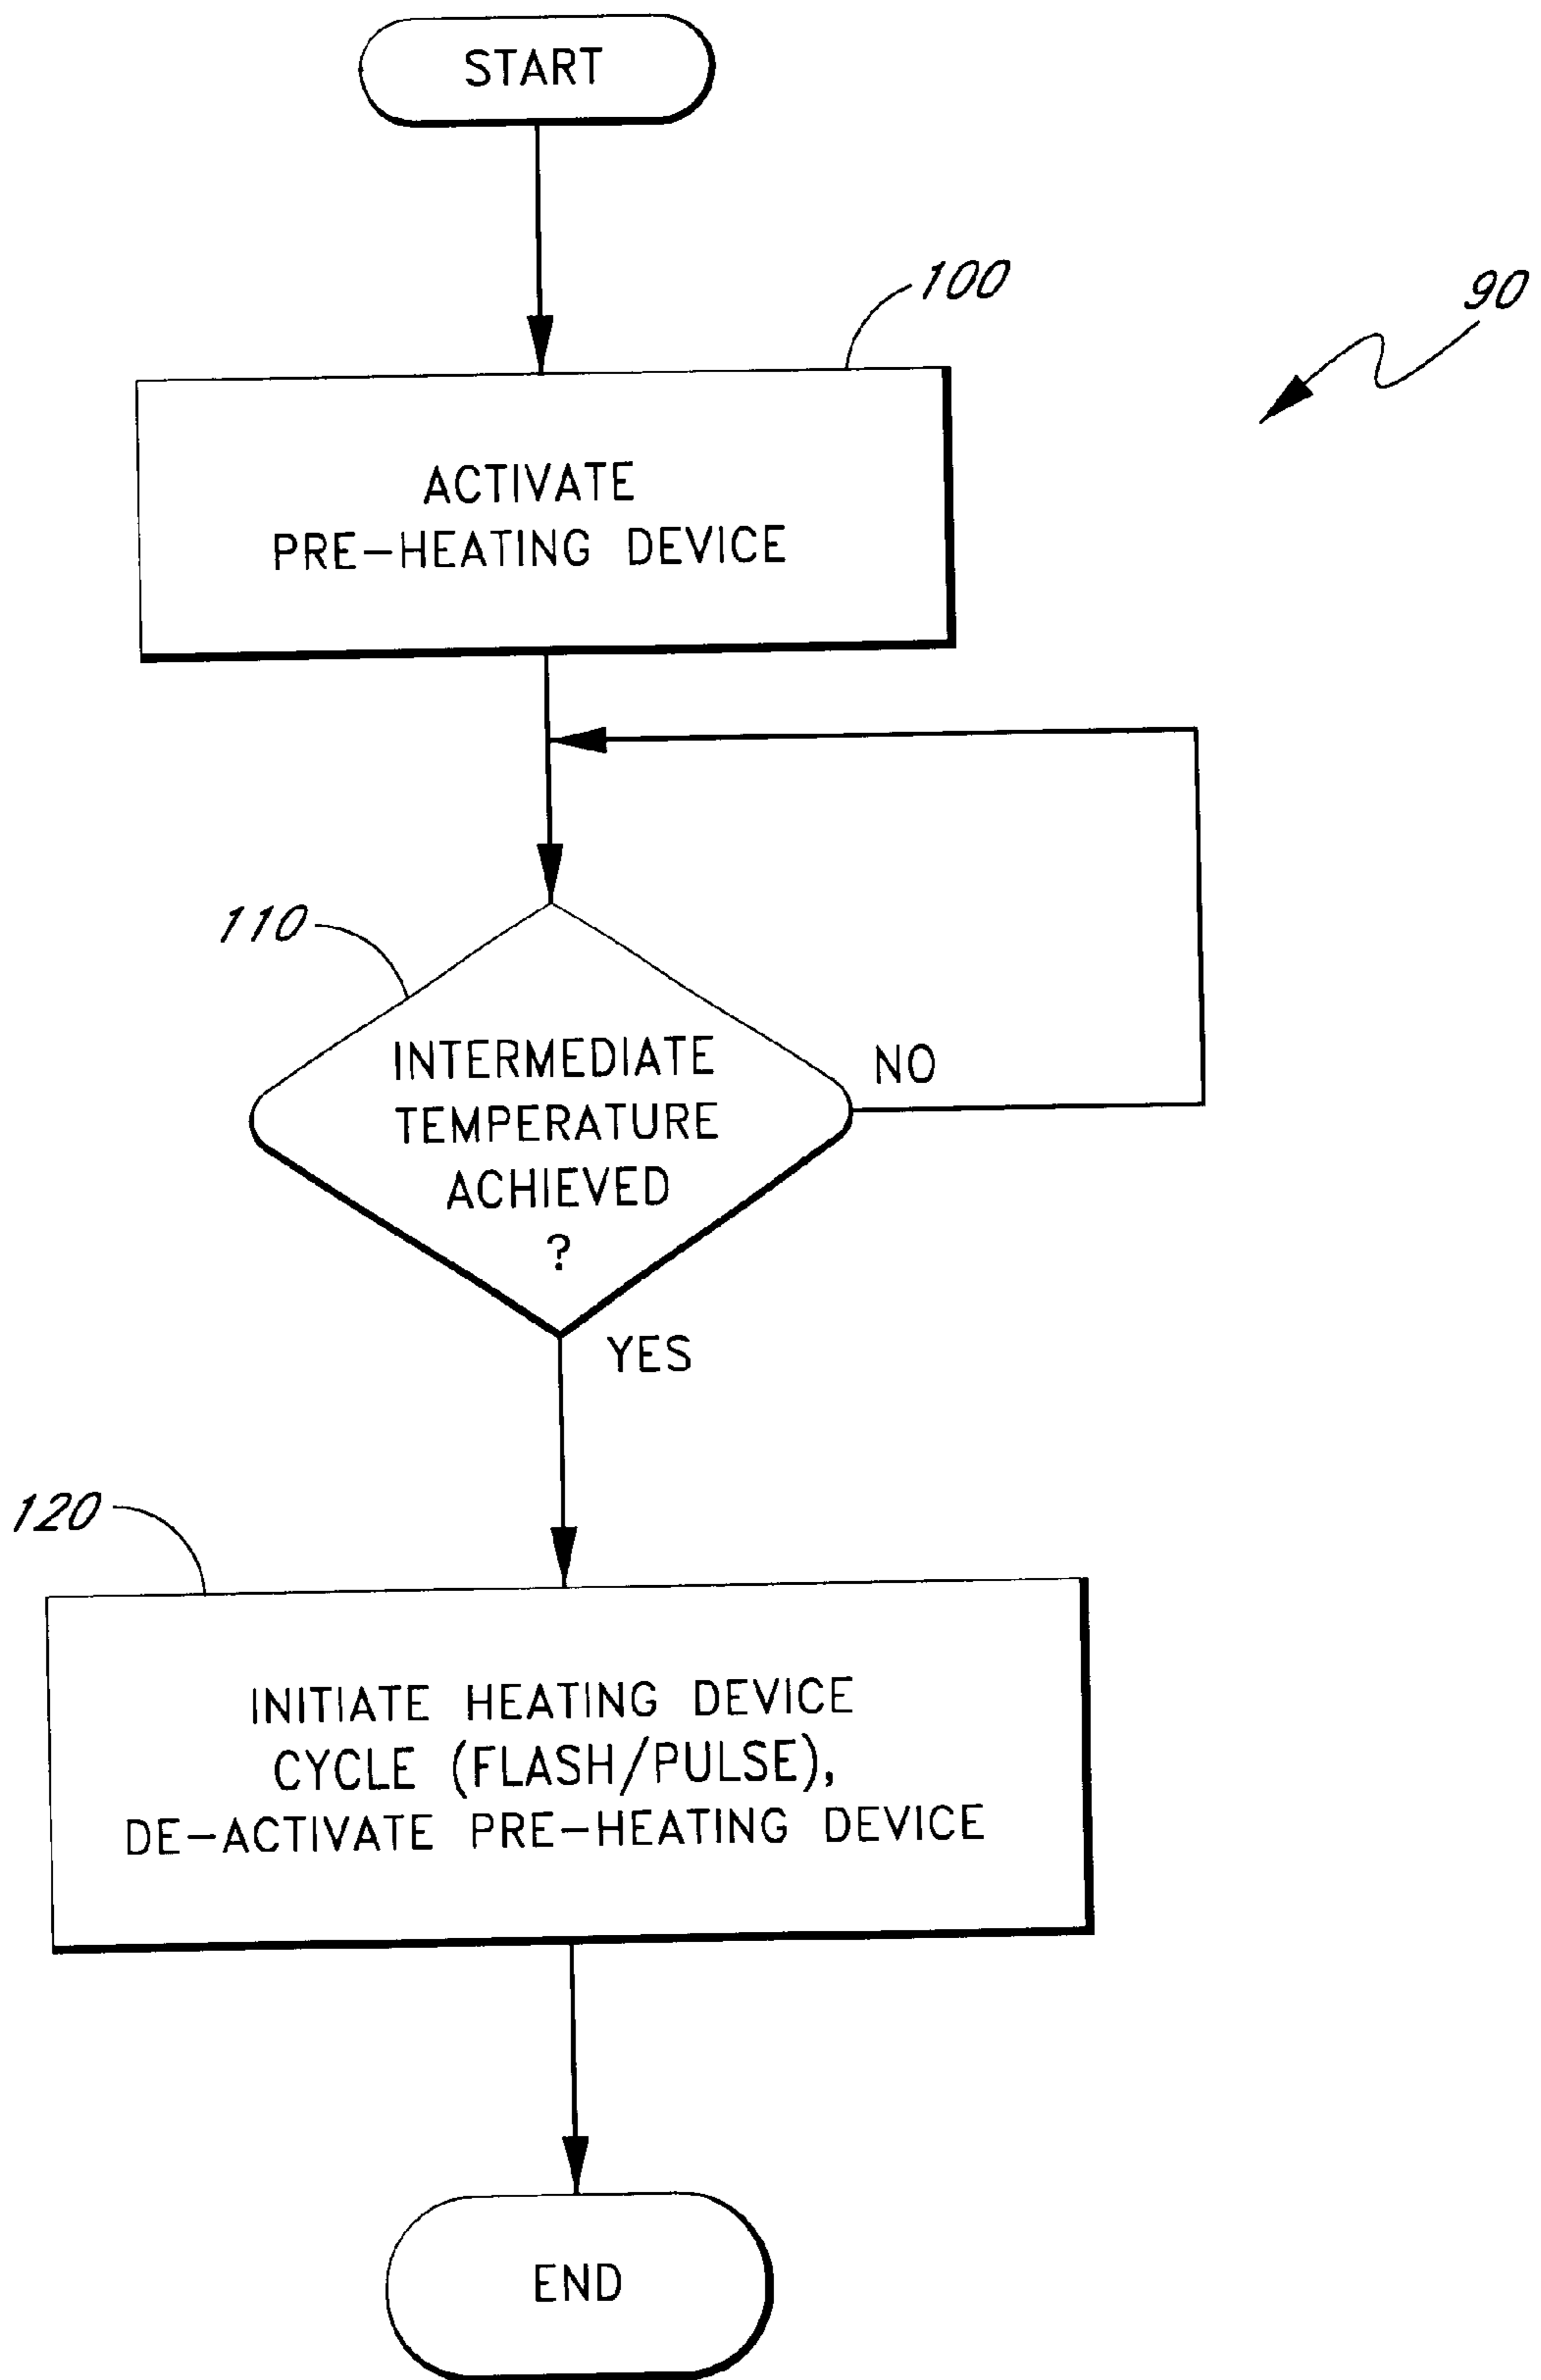 START
100
90
ACTIVATE
PRE-HEATING DEVICE
110
INTERMEDIATE
TEMPERATURE
ACHIEVED
?
NO
YES
120
INITIATE HEATING DEVICE
CYCLE (FLASH/PULSE),
DE-ACTIVATE PRE-HEATING DEVICE
END